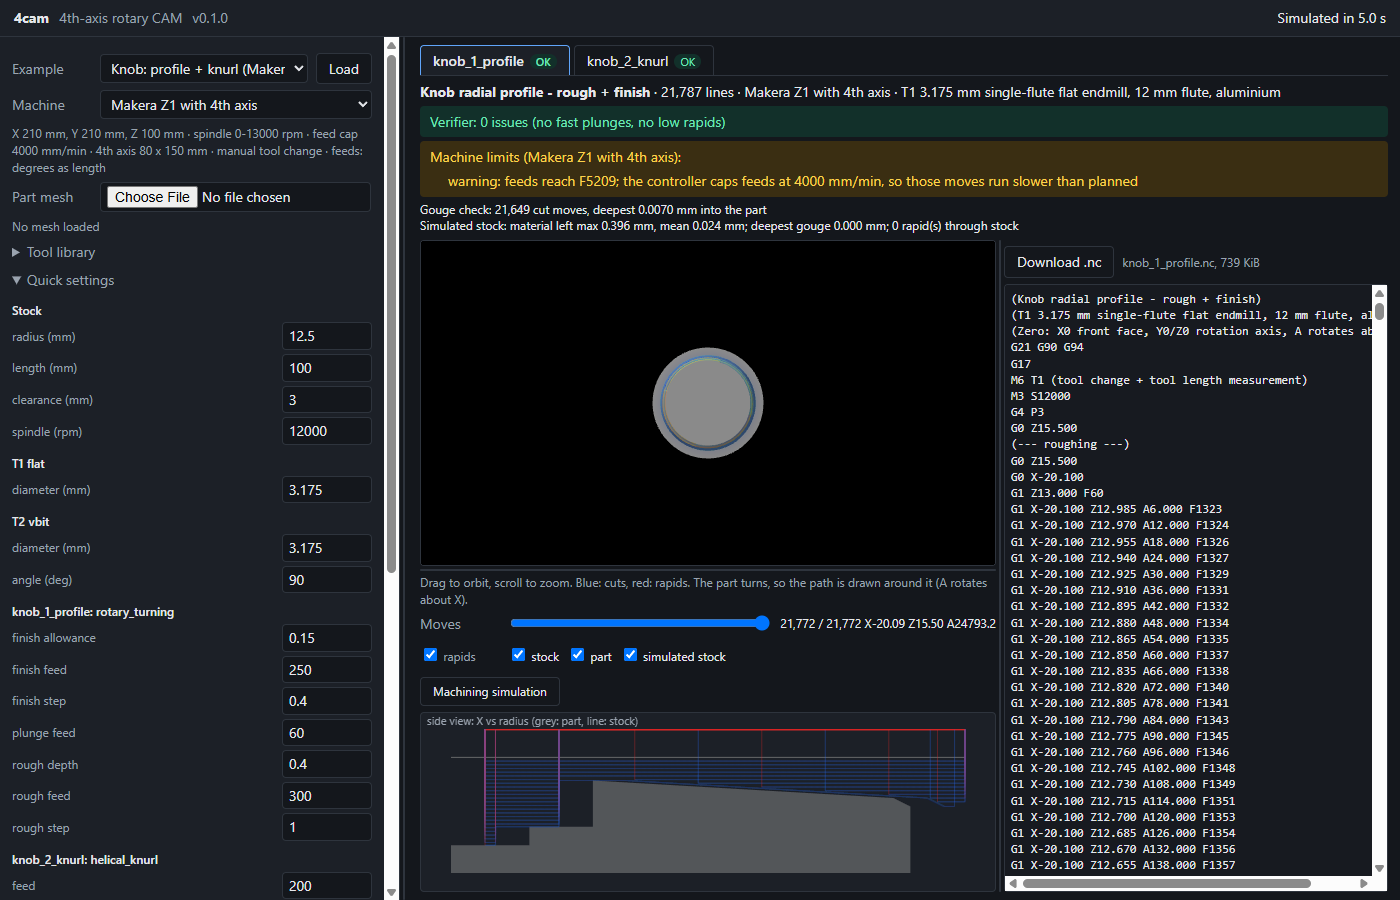 4cam 4th-axis rotary CAM v0.1.0
Simulated in 5.0 s
Example Knob: profile + knurl (Maker Load
Machine Makera Z1 with 4th axis
X 210 mm, Y 210 mm, Z 100 mm · spindle 0-13000 rpm · feed cap
4000 mm/min · 4th axis 80 x 150 mm · manual tool change · feeds:
degrees as length
Part mesh Choose File No file chosen
No mesh loaded
Tool library
Quick settings
Stock
radius (mm) 12.5
length (mm) 100
clearance (mm) 3
spindle (rpm) 12000
T1 flat
diameter (mm) 3.175
T2 vbit
diameter (mm) 3.175
angle (deg) 90
knob_1_profile: rotary_turning
finish allowance 0.15
finish feed 250
finish step 0.4
plunge feed 60
rough depth 0.4
rough feed 300
rough step 1
knob_2_knurl: helical_knurl
feed 200
knob_1_profile OK knob_2_knurl OK
Knob radial profile - rough + finish · 21,787 lines · Makera Z1 with 4th axis · T1 3.175 mm single-flute flat endmill, 12 mm flute, aluminium
Verifier: 0 issues (no fast plunges, no low rapids)
Machine limits (Makera Z1 with 4th axis):
warning: feeds reach F5209; the controller caps feeds at 4000 mm/min, so those moves run slower than planned
Gouge check: 21,649 cut moves, deepest 0.0070 mm into the part
Simulated stock: material left max 0.396 mm, mean 0.024 mm; deepest gouge 0.000 mm; 0 rapid(s) through stock
Drag to orbit, scroll to zoom. Blue: cuts, red: rapids. The part turns, so the path is drawn around it (A rotates
about X).
Moves 21,772 / 21,772 X-20.09 Z15.50 A24793.2
rapids stock part simulated stock
Machining simulation
side view: X vs radius (grey: part, line: stock)
Download .nc knob_1_profile.nc, 739 KiB
(Knob radial profile - rough + finish)
(T1 3.175 mm single-flute flat endmill, 12 mm flute, al
(Zero: X0 front face, Y0/Z0 rotation axis, A rotates ab
G21 G90 G94
G17
M6 T1 (tool change + tool length measurement)
M3 S12000
G4 P3
G0 Z15.500
(--- roughing ---)
G0 Z15.500
G0 X-20.100
G1 Z13.000 F60
G1 X-20.100 Z12.985 A6.000 F1323
G1 X-20.100 Z12.970 A12.000 F1324
G1 X-20.100 Z12.955 A18.000 F1326
G1 X-20.100 Z12.940 A24.000 F1327
G1 X-20.100 Z12.925 A30.000 F1329
G1 X-20.100 Z12.910 A36.000 F1331
G1 X-20.100 Z12.895 A42.000 F1332
G1 X-20.100 Z12.880 A48.000 F1334
G1 X-20.100 Z12.865 A54.000 F1335
G1 X-20.100 Z12.850 A60.000 F1337
G1 X-20.100 Z12.835 A66.000 F1338
G1 X-20.100 Z12.820 A72.000 F1340
G1 X-20.100 Z12.805 A78.000 F1341
G1 X-20.100 Z12.790 A84.000 F1343
G1 X-20.100 Z12.775 A90.000 F1345
G1 X-20.100 Z12.760 A96.000 F1346
G1 X-20.100 Z12.745 A102.000 F1348
G1 X-20.100 Z12.730 A108.000 F1349
G1 X-20.100 Z12.715 A114.000 F1351
G1 X-20.100 Z12.700 A120.000 F1353
G1 X-20.100 Z12.685 A126.000 F1354
G1 X-20.100 Z12.670 A132.000 F1356
G1 X-20.100 Z12.655 A138.000 F1357